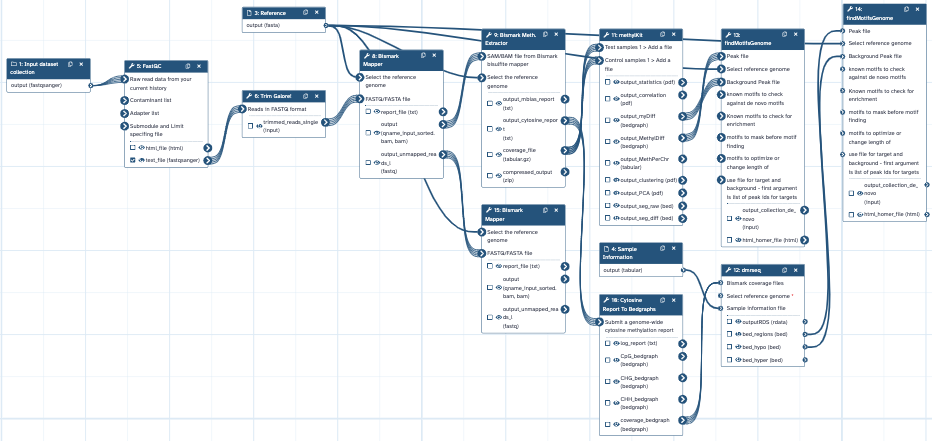 1: Input dataset
collection
output (fastqsanger)
5: FastQC
Raw read data from your
current history
Contaminant list
Adapter list
Submodule and Limit
specifing file
html_file (html)
text_file (fastqsanger)
3: Reference
output (fasta)
6: Trim Galore!
Reads in FASTQ format
trimmed_reads_single
(input)
8: Bismark
Mapper
Select the reference
genome
FASTQ/FASTA file
report_file (txt)
output
(qname_input_sorted.
bam, bam)
output_unmapped_rea
ds_l
(fastq)
9: Bismark Meth.
Extractor
SAM/BAM file from Bismark
bisulfite mapper
Select the reference
genome
output_mbias_report
(txt)
output_cytosine_repor
t
(txt)
coverage_file
(tabular.gz)
compressed_output
(zip)
15: Bismark
Mapper
Select the reference
genome
FASTQ/FASTA file
report_file (txt)
output
(qname_input_sorted.
bam, bam)
output_unmapped_rea
ds_l
(fastq)
11: methylKit
Test samples 1 > Add a file
Control samples 1 > Add a
file
output_statistics (pdf)
output_correlation
(pdf)
output_myDiff
(bedgraph)
output_MethylDiff
(bedgraph)
output_MethPerChr
(tabular)
output_clustering (pdf)
output_PCA (pdf)
output_seg_raw (bed)
output_seg_diff (bed)
4: Sample
Information
output (tabular)
10: Cytosine
Report To Bedgraphs
Submit a genome-wide
cytosine methylation report
log_report (txt)
CpG_bedgraph
(bedgraph)
CHG_bedgraph
(bedgraph)
CHH_bedgraph
(bedgraph)
coverage_bedgraph
(bedgraph)
13:
findMotifsGenome
Peak file
Select reference genome
Background Peak file
known motifs to check
against de novo motifs
Known motifs to check for
enrichment
motifs to mask before motif
finding
motifs to optimize or
change length of
use file for target and
background - first argument
is list of peak ids for targets
output_collection_de_
novo
(input)
html_homer_file (html)
12: dmrseq
Bismark coverage files
Select reference genome *
Sample information file
outputRDS (rdata)
bed_regions (bed)
bed_hypo (bed)
bed_hyper (bed)
14:
findMotifsGenome
Peak file
Select reference genome
Background Peak file
known motifs to check
against de novo motifs
Known motifs to check for
enrichment
motifs to mask before motif
finding
motifs to optimize or
change length of
use file for target and
background - first argument
is list of peak ids for targets
output_collection_de_
novo
(input)
html_homer_file (html)